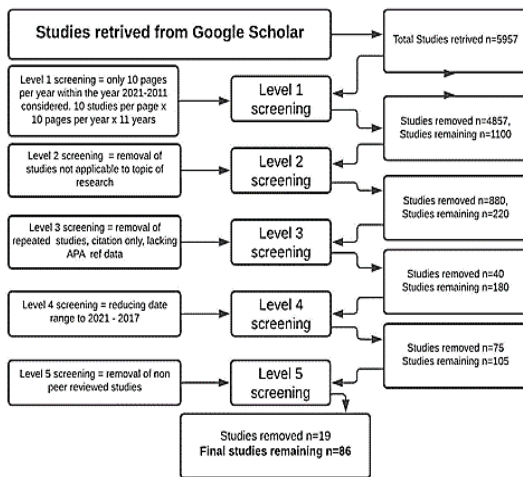 Studies retrived from Google Scholar
Total Studies retrived n=5957
Level 1 screening = only 10 pages
per year within the year 2021-2011
considered. 10 studies per page x
10 pages per year x 11 years
Level 1
screening
Studies removed n=4857,
Studies remaining n=1100
Level 2 screening = removal of
studies not applicable to topic of
research
Level 2
screening
Studies removed n=880,
Studies remaining n=220
Level 3 screening = removal of
repeated studies, citation only, lacking
APA ref data
Level 3
screening
Studies removed n=40
Studies remaining n=180
Level 4 screening = reducing date
range to 2021 - 2017
Level 4
screening
Studies removed n=75
Studies remaining n=105
Level 5 screening = removal of non
peer reviewed studies
Level 5
screening
Studies removed n=19
Final studies remaining n=86